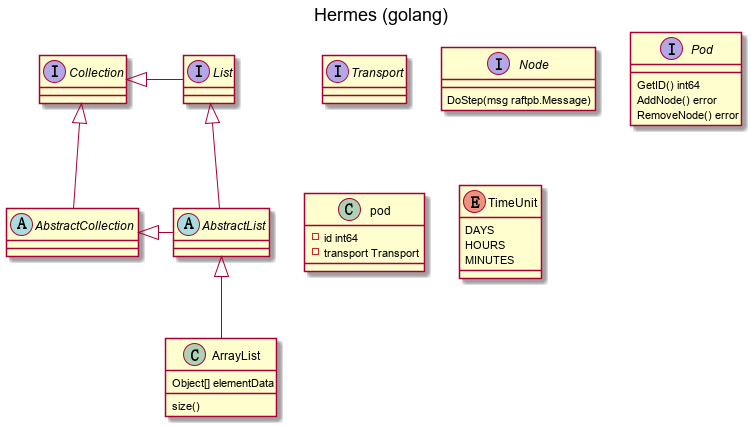 Hermes (golang)
I Collection
I List
I Transport
I Node
DoStep(msg raftpb.Message)
I Pod
GetID() int64
AddNode() error
RemoveNode() error
A AbstractCollection
A AbstractList
C pod
id int64
transport Transport
E TimeUnit
DAYS
HOURS
MINUTES
C ArrayList
Object[] elementData
size()